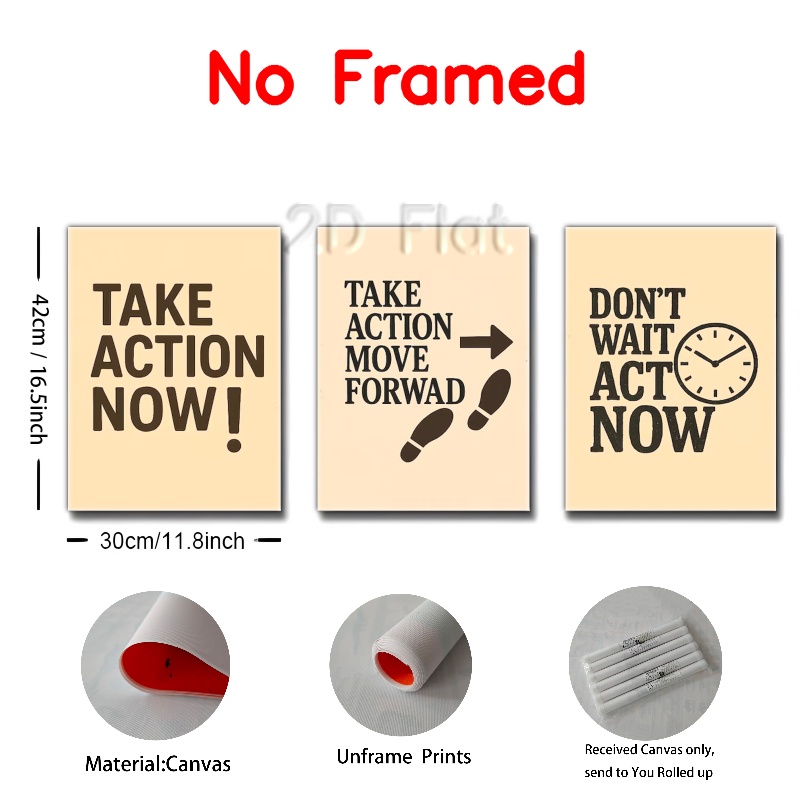 No Framed
2D Flat
42cm / 16.5inch
TAKE
ACTION
NOW!
TAKE
ACTION
MOVE
FORWAD
DON'T
WAIT
ACT
NOW
30cm/11.8inch
Material:Canvas
Unframe Prints
Received Canvas only,
send to You Rolled up